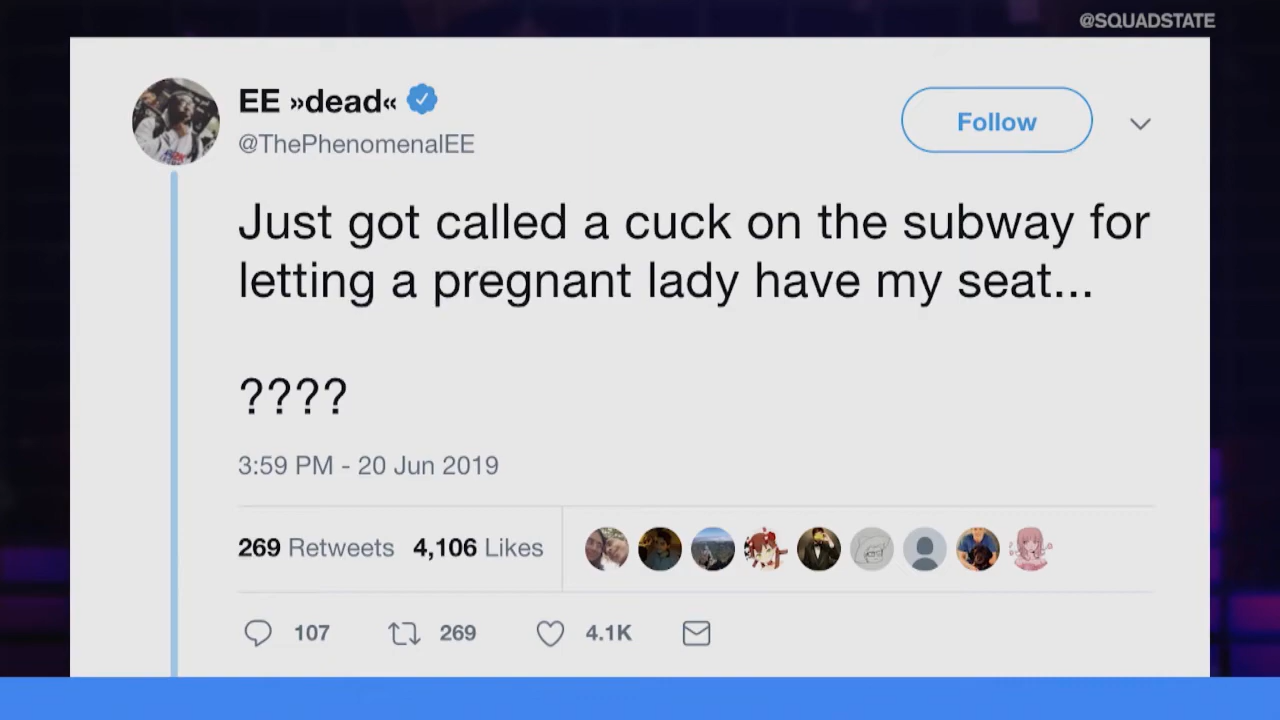 @SQUADSTATE
EE »dead«
@ThePhenomenalEE
Follow
Just got called a cuck on the subway for
letting a pregnant lady have my seat...
????
3:59 PM - 20 Jun 2019
269 Retweets 4,106 Likes
107 269 4.1K